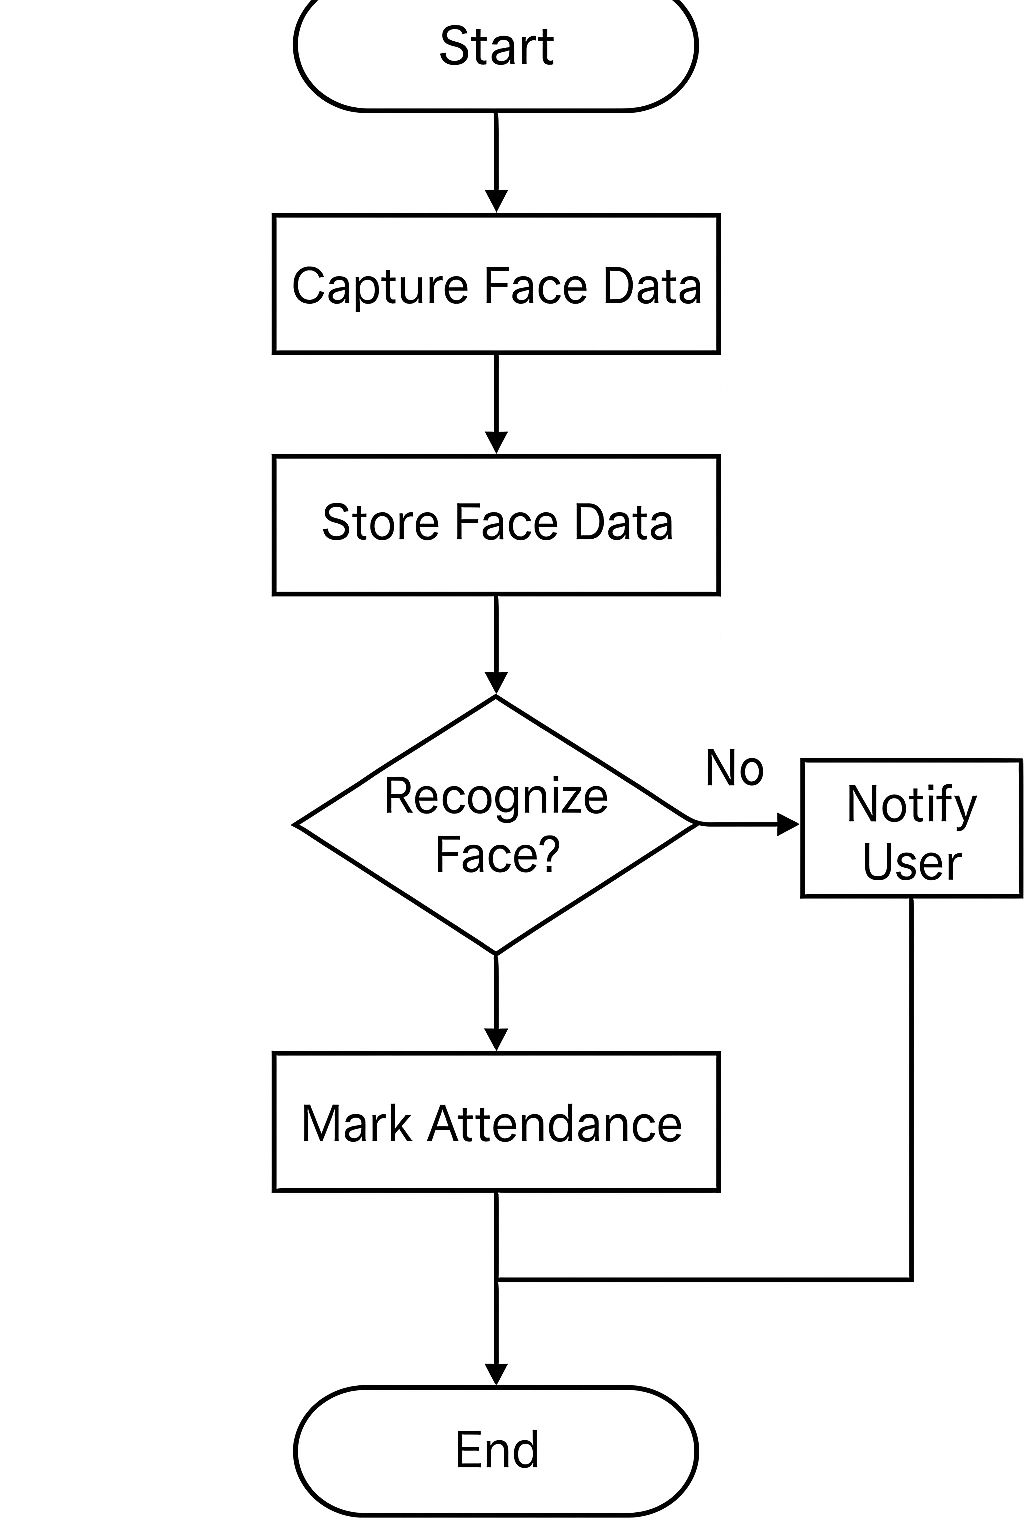 Start
Capture Face Data
Store Face Data
Recognize
Face?
No
Notify
User
Mark Attendance
End